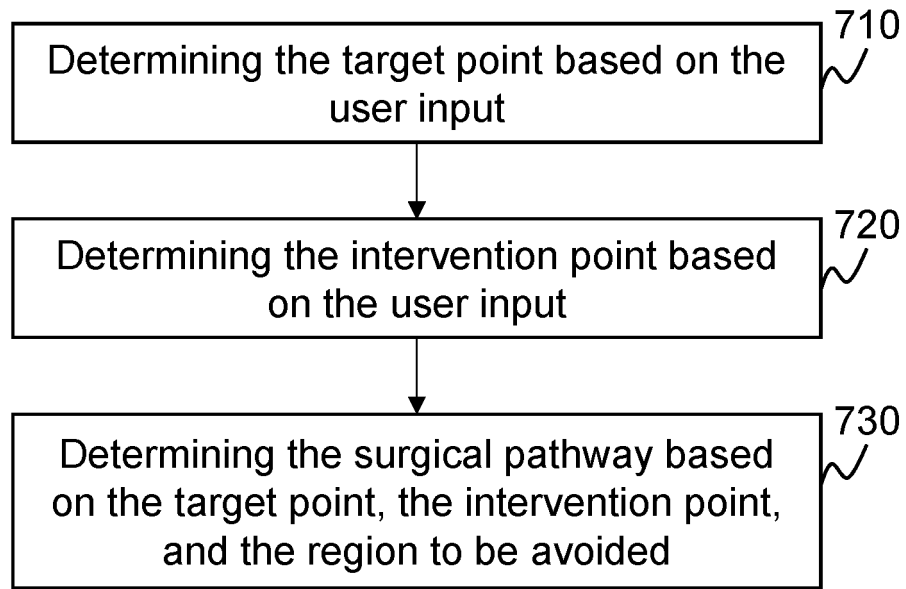 710
Determining the target point based on the
user input
720
Determining the intervention point based
on the user input
730
Determining the surgical pathway based
on the target point, the intervention point,
and the region to be avoided